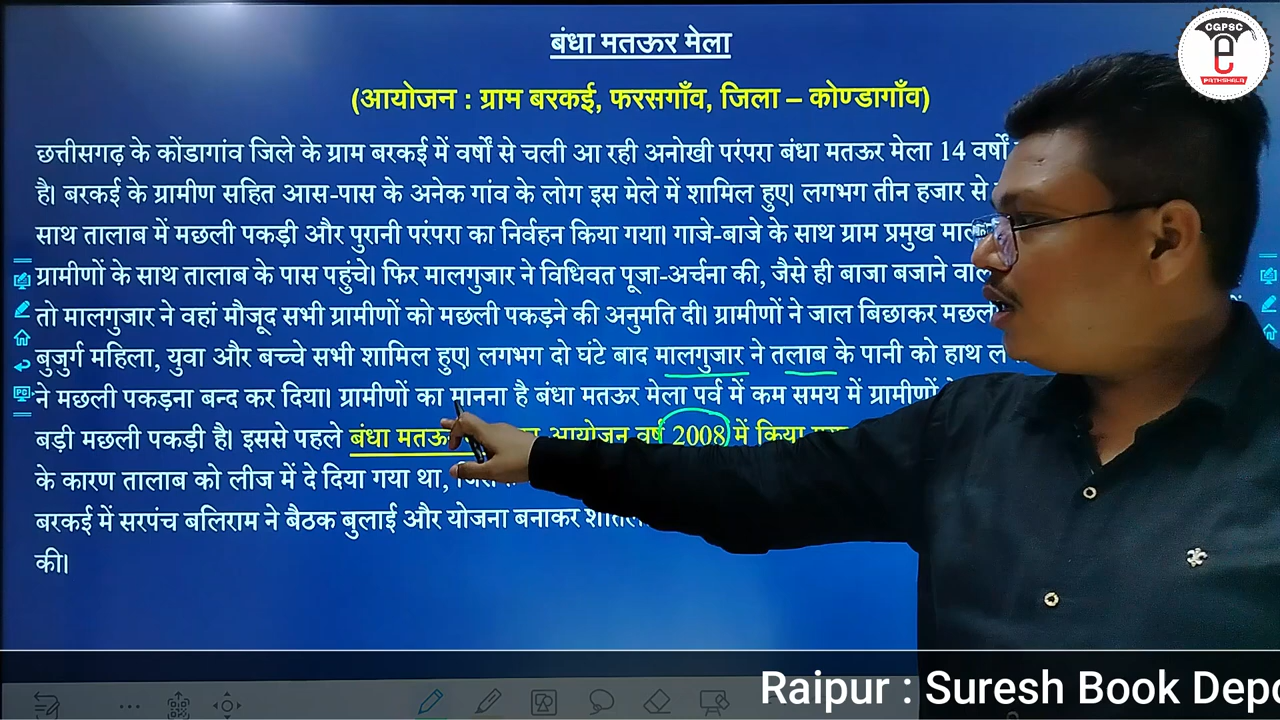 बंधा मतऊर मेला
(आयोजन : ग्राम बरकई, फरसगाँव, जिला – कोण्डागाँव)
छत्तीसगढ़ के कोंडागांव जिले के ग्राम बरकई में वर्षों से चली आ रही अनोखी परंपरा बंधा मतऊर मेला 14 वर्षों
है। बरकई के ग्रामीण सहित आस-पास के अनेक गांव के लोग इस मेले में शामिल हुए। लगभग तीन हजार से
साथ तालाब में मछली पकड़ी और पुरानी परंपरा का निर्वहन किया गया। गाजे-बाजे के साथ ग्राम प्रमुख
ग्रामीणों के साथ तालाब के पास पहुंचे। फिर मालगुजार ने विधिवत पूजा-अर्चना की, जैसे ही बाजा बजाने
तो मालगुजार ने वहां मौजूद सभी ग्रामीणों को मछली पकड़ने की अनुमति दी। ग्रामीणों ने जाल बिछाकर
बुजुर्ग महिला, युवा और बच्चे सभी शामिल हुए। लगभग दो घंटे बाद मालगुजार ने तलाब के पानी को हाथ
ने मछली पकड़ना बन्द कर दिया। ग्रामीणों का मानना है बंधा मतऊर मेला पर्व में कम समय में ग्रामीणों
बड़ी मछली पकड़ी है। इससे पहले बंधा आयोजन वर्ष 2008 में किया
के कारण तालाब को लीज में दे दिया गया था,
बरकई में सरपंच बलिराम ने बैठक बुलाई और योजना बनाकर
की।
CGPSC
e
PATHSHALA
Raipur : Suresh Book